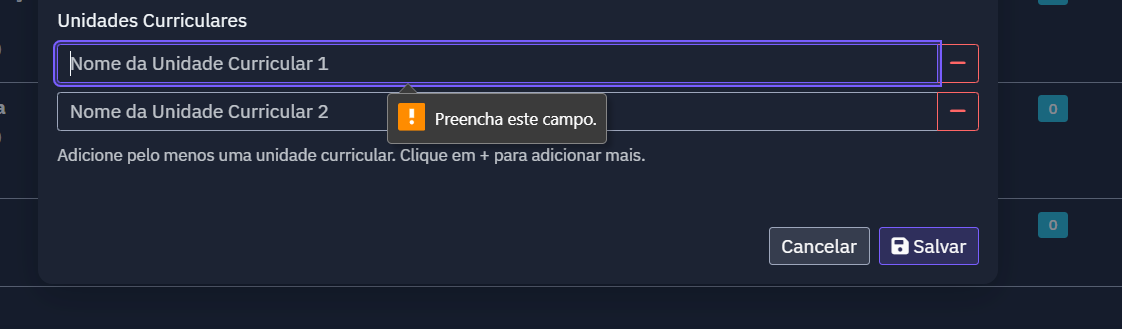 Unidades Curriculares
Nome da Unidade Curricular 1
Nome da Unidade Curricular 2
Preencha este campo.
Adicione pelo menos uma unidade curricular. Clique em + para adicionar mais.
Cancelar
Salvar
a
)
)
0
0